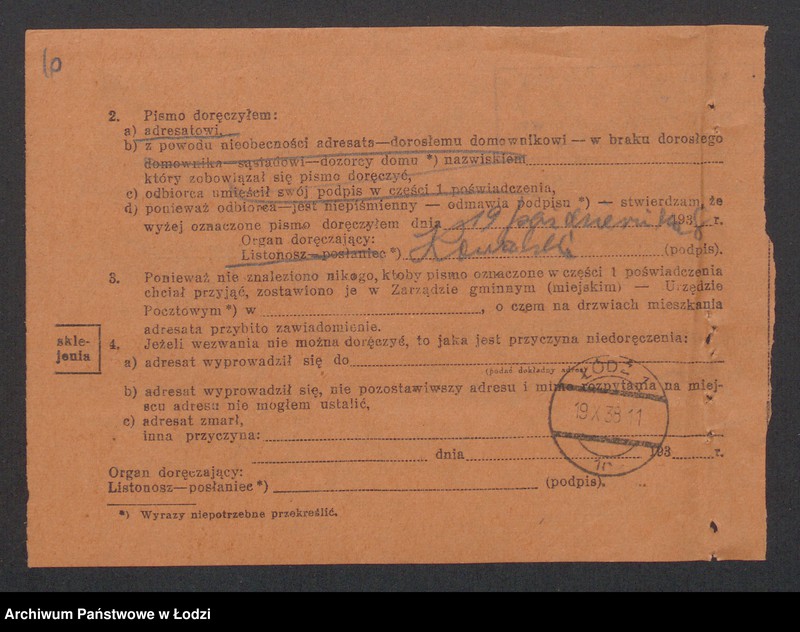 2. Pismo doręczyłem:
a) adresatowi,
b) z powodu nieobecności adresata—dorosłemu domownikowi — w braku dorosłego
domownika—sąsiadowi—dozorcy domu *) nazwiskiem
który zobowiązał się pismo doręczyć,
c) odbiorca umieścił swój podpis w części 1 poświadczenia,
d) ponieważ odbiorca—jest niepiśmienny — odmawia podpisu *) — stwierdzam, że
wyżej oznaczone pismo doręczyłem dnia 19 października 1938 r.
Organ doręczający:
Listonosz—posłaniec *) Kowalski (podpis).
3. Ponieważ nie znaleziono nikogo, ktoby pismo oznaczone w części 1 poświadczenia
chciał przyjąć, zostawiono je w Zarządzie gminnym (miejskim) — Urzędzie
Pocztowym *) w , o czem na drzwiach mieszkania
adresata przybito zawiadomienie.
skle-
jenia
4. Jeżeli wezwania nie można doręczyć, to jaka jest przyczyna niedoręczenia:
a) adresat wyprowadził się do
(podać dokładny adres)
b) adresat wyprowadził się, nie pozostawiwszy adresu i mimo rozpytania na miej-
scu adresu nie mogłem ustalić,
c) adresat zmarł,
inna przyczyna:
dnia 193 r.
ŁÓDŹ
19.X.38.11
Organ doręczający:
Listonosz—posłaniec *) (podpis).
*) Wyrazy niepotrzebne przekreślić.
Archiwum Państwowe w Łodzi